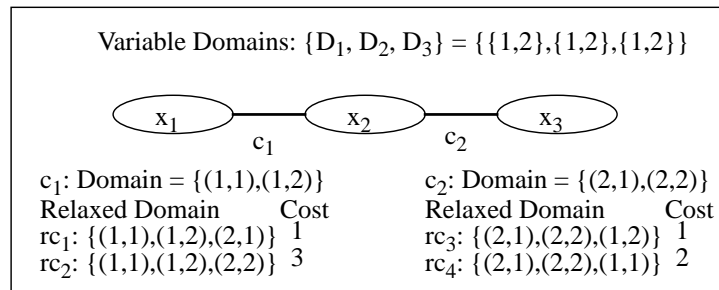 Variable Domains: {D1, D2, D3} = {{1,2},{1,2},{1,2}}
x1 x2 x3
c1 c2
c1: Domain = {(1,1),(1,2)} c2: Domain = {(2,1),(2,2)}
Relaxed Domain Cost Relaxed Domain Cost
rc1: {(1,1),(1,2),(2,1)} 1 rc3: {(2,1),(2,2),(1,2)} 1
rc2: {(1,1),(1,2),(2,2)} 3 rc4: {(2,1),(2,2),(1,1)} 2